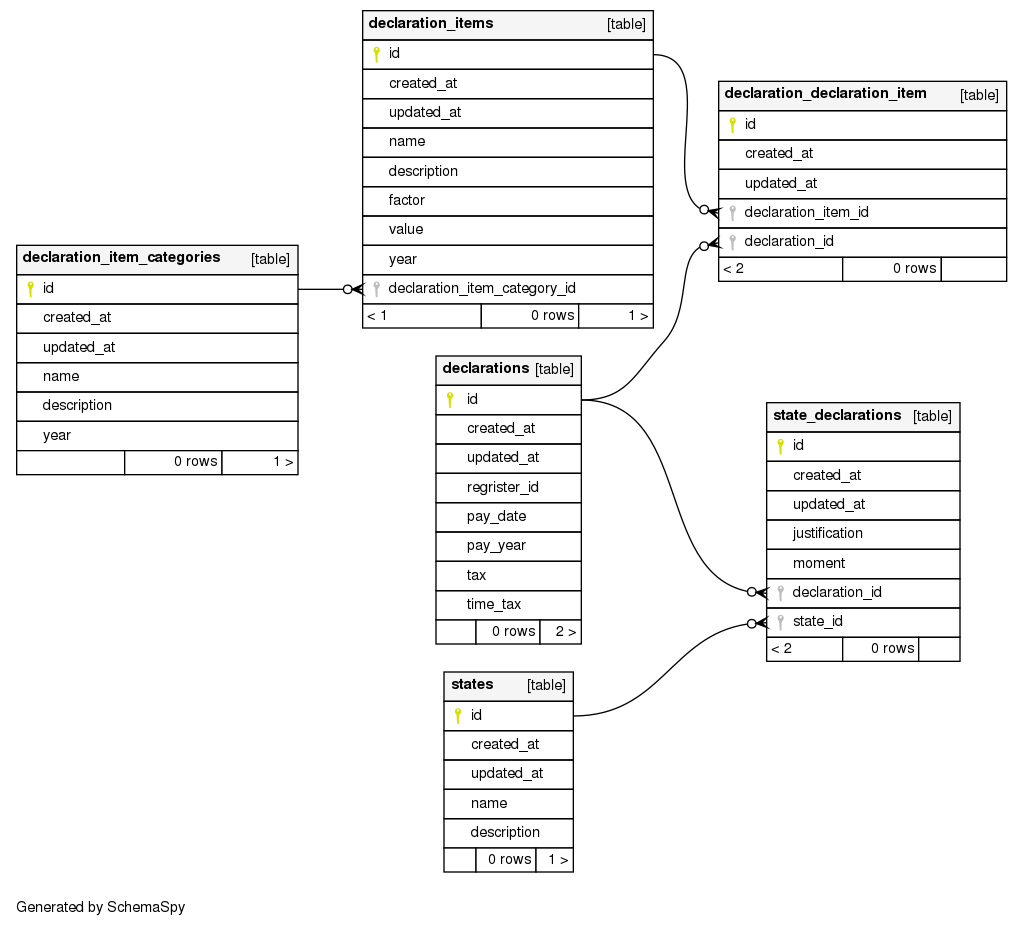 declaration_items [table]
id
created_at
updated_at
name
description
factor
value
year
declaration_item_category_id
< 1 0 rows 1 >
declaration_declaration_item [table]
id
created_at
updated_at
declaration_item_id
declaration_id
< 2 0 rows
declaration_item_categories [table]
id
created_at
updated_at
name
description
year
0 rows 1 >
declarations [table]
id
created_at
updated_at
regrister_id
pay_date
pay_year
tax
time_tax
0 rows 2 >
state_declarations [table]
id
created_at
updated_at
justification
moment
declaration_id
state_id
< 2 0 rows
states [table]
id
created_at
updated_at
name
description
0 rows 1 >
Generated by SchemaSpy